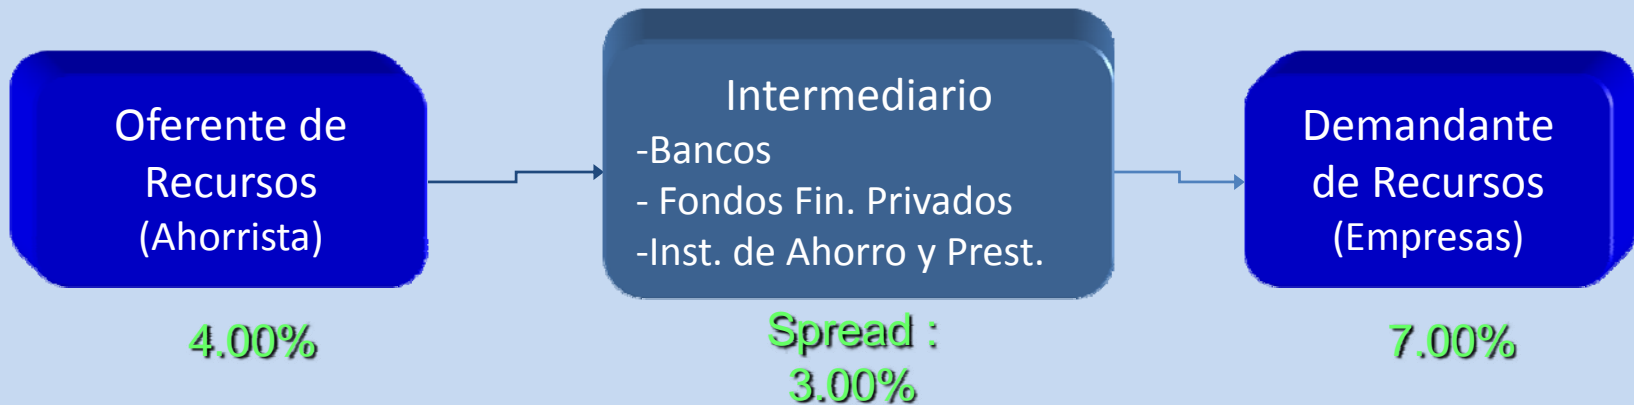 Oferente de
Recursos
(Ahorrista)
Intermediario
-Bancos
- Fondos Fin. Privados
-Inst. de Ahorro y Prest.
Demandante
de Recursos
(Empresas)
4.00%
Spread :
3.00%
7.00%